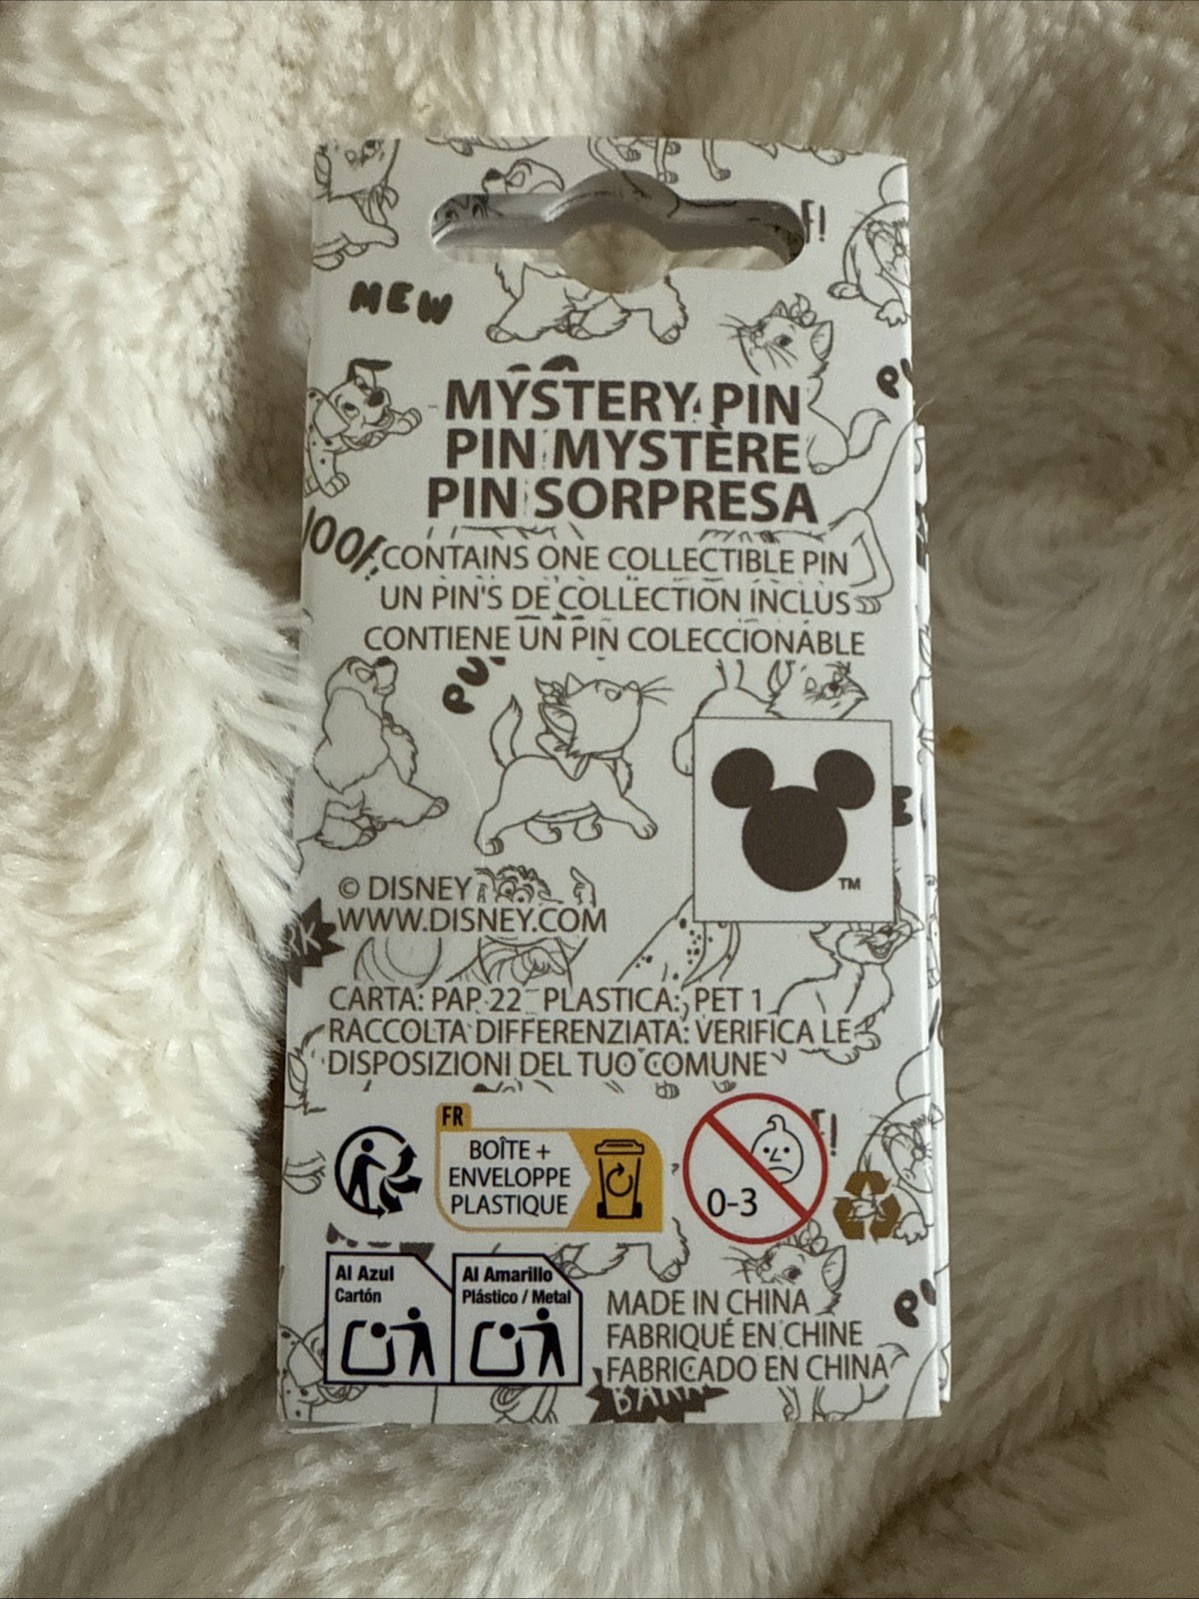 MEW
MYSTERY PIN
PIN MYSTÈRE
PIN SORPRESA
CONTAINS ONE COLLECTIBLE PIN
UN PIN'S DE COLLECTION INCLUS
CONTIENE UN PIN COLECCIONABLE
TM
© DISNEY
WWW.DISNEY.COM
CARTA: PAP 22 PLASTICA: PET 1
RACCOLTA DIFFERENZIATA: VERIFICA LE
DISPOSIZIONI DEL TUO COMUNE
FR
BOÎTE +
ENVELOPPE
PLASTIQUE
0-3
Al Azul
Cartón
Al Amarillo
Plástico / Metal
MADE IN CHINA
FABRIQUÉ EN CHINE
FABRICADO EN CHINA